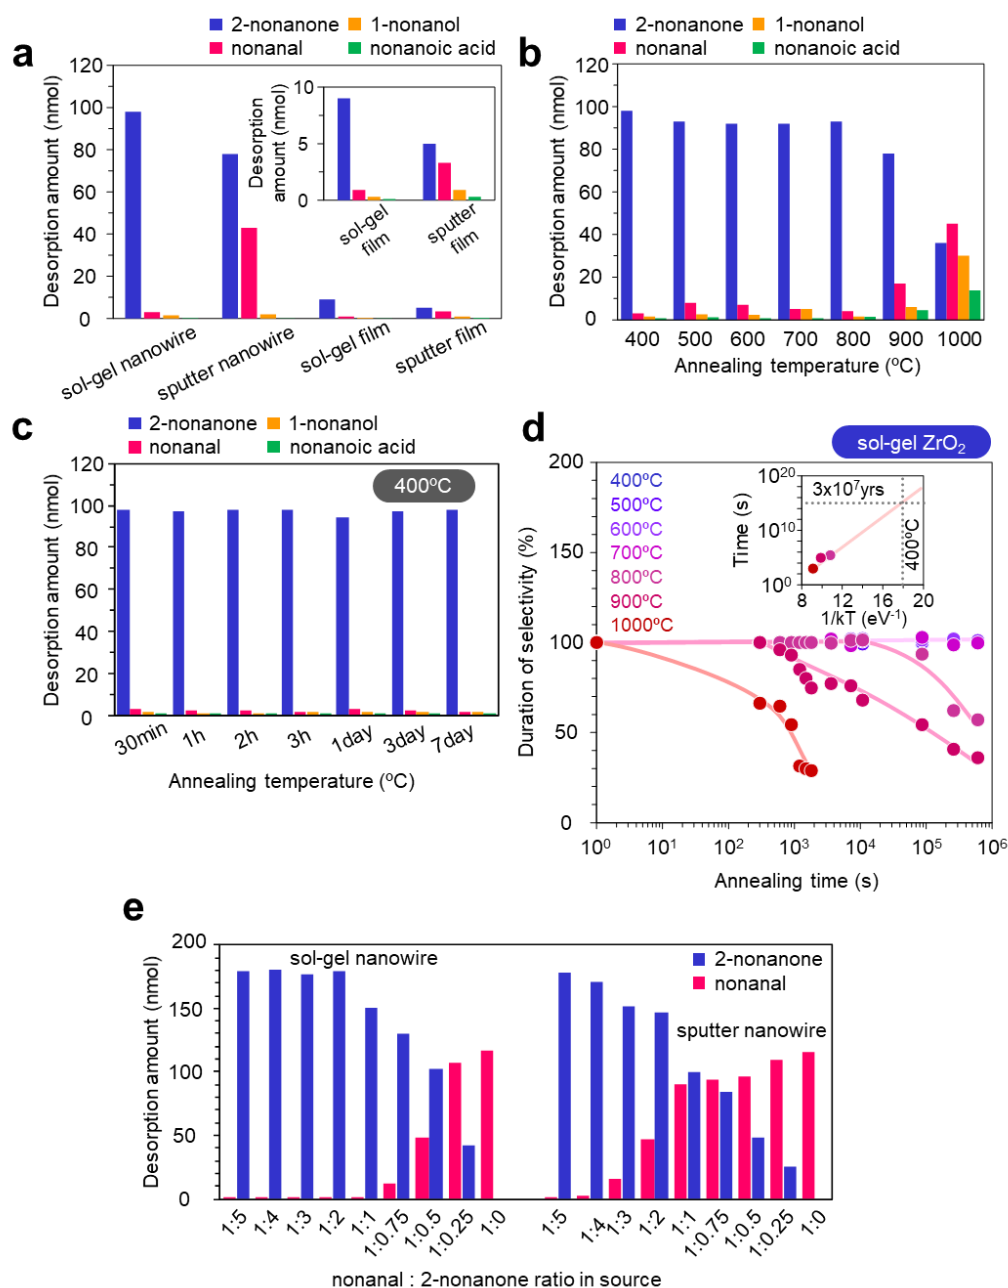 a
2-nonanone 1-nonanol
nonanal nonanoic acid
Desorption amount (nmol)
120
100
80
60
40
20
0
Desorption
amount (nmol)
10
5
0
sol-gel
film
sputter
film
sol-gel nanowire
sputter nanowire
sol-gel film
sputter film
b
2-nonanone 1-nonanol
nonanal nonanoic acid
Desorption amount (nmol)
120
100
80
60
40
20
0
400 500 600 700 800 900 1000
Annealing temperature (ºC)
c
2-nonanone 1-nonanol
nonanal nonanoic acid
400ºC
Desorption amount (nmol)
120
100
80
60
40
20
0
30min 1h 2h 3h 1day 3day 7day
Annealing temperature (ºC)
d
sol-gel ZrO₂
Duration of selectivity (%)
200
150
100
50
0
400ºC
500ºC
600ºC
700ºC
800ºC
900ºC
1000ºC
Time (s)
10²⁰
10¹⁰
10⁰
3x10⁷yrs
400ºC
8 12 16 20
1/kT (eV⁻¹)
10⁰ 10¹ 10² 10³ 10⁴ 10⁵ 10⁶
Annealing time (s)
e
sol-gel nanowire
2-nonanone
nonanal
sputter nanowire
Desorption amount (nmol)
200
150
100
50
0
1:5 1:4 1:3 1:2 1:1 1:0.75 1:0.5 1:0.25 1:0
1:5 1:4 1:3 1:2 1:1 1:0.75 1:0.5 1:0.25 1:0
nonanal : 2-nonanone ratio in source